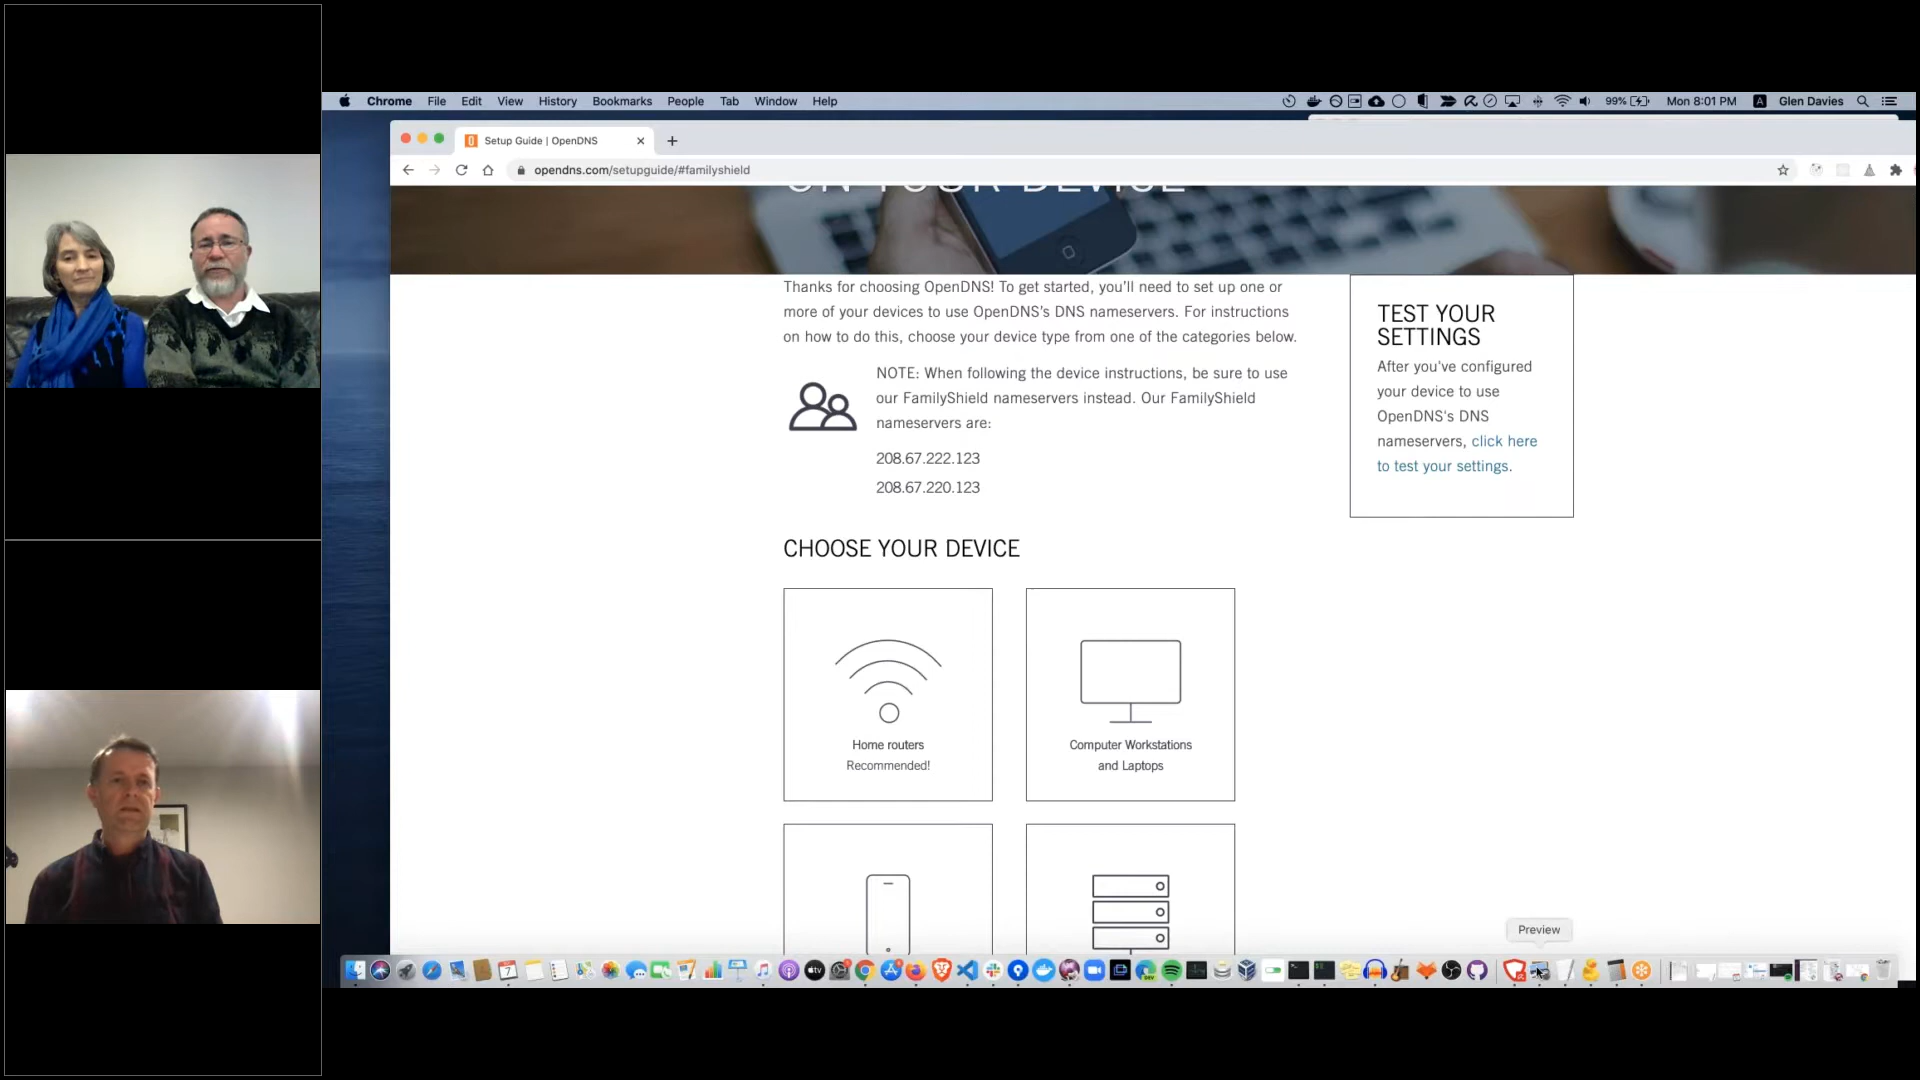 Chrome File Edit View History Bookmarks People Tab Window Help
99% Mon 8:01 PM A Glen Davies
Setup Guide | OpenDNS
opendns.com/setupguide/#familyshield
ON YOUR DEVICE
Thanks for choosing OpenDNS! To get started, you'll need to set up one or
more of your devices to use OpenDNS's DNS nameservers. For instructions
on how to do this, choose your device type from one of the categories below.
NOTE: When following the device instructions, be sure to use
our FamilyShield nameservers instead. Our FamilyShield
nameservers are:
208.67.222.123
208.67.220.123
TEST YOUR
SETTINGS
After you've configured
your device to use
OpenDNS's DNS
nameservers, click here
to test your settings.
CHOOSE YOUR DEVICE
Home routers
Recommended!
Computer Workstations
and Laptops
Preview